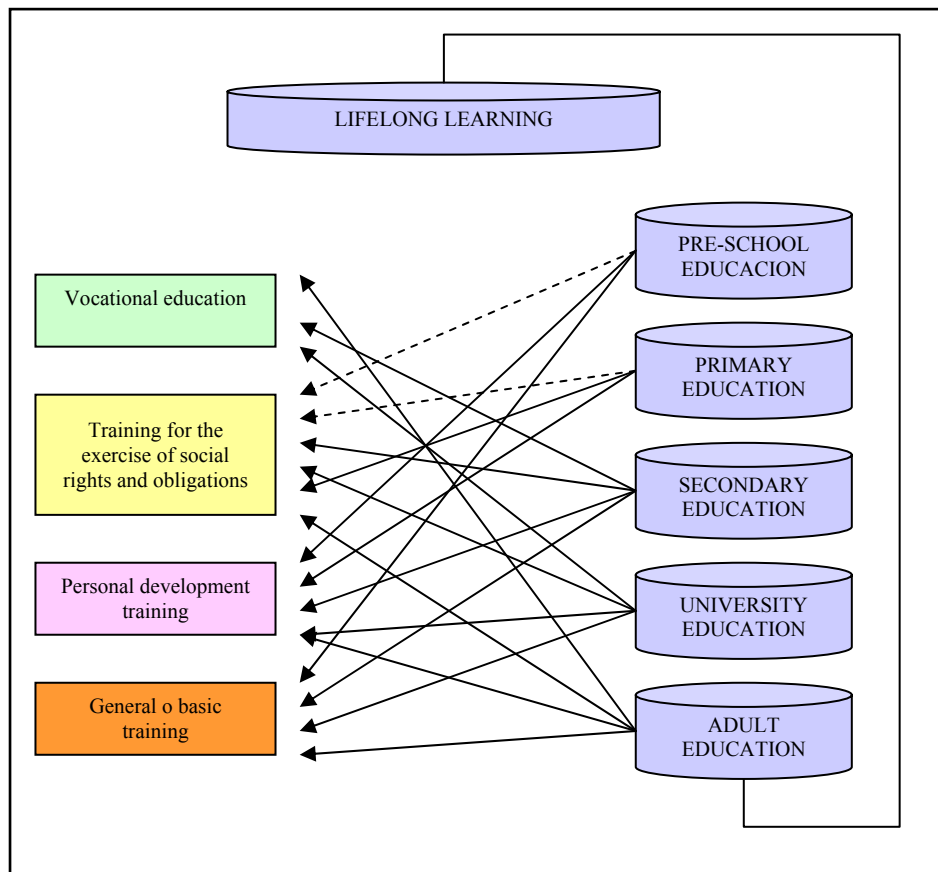 LIFELONG LEARNING
PRE-SCHOOL
EDUCACION
Vocational education
PRIMARY
EDUCATION
Training for the
exercise of social
rights and obligations
SECONDARY
EDUCATION
Personal development
training
UNIVERSITY
EDUCATION
General o basic
training
ADULT
EDUCATION